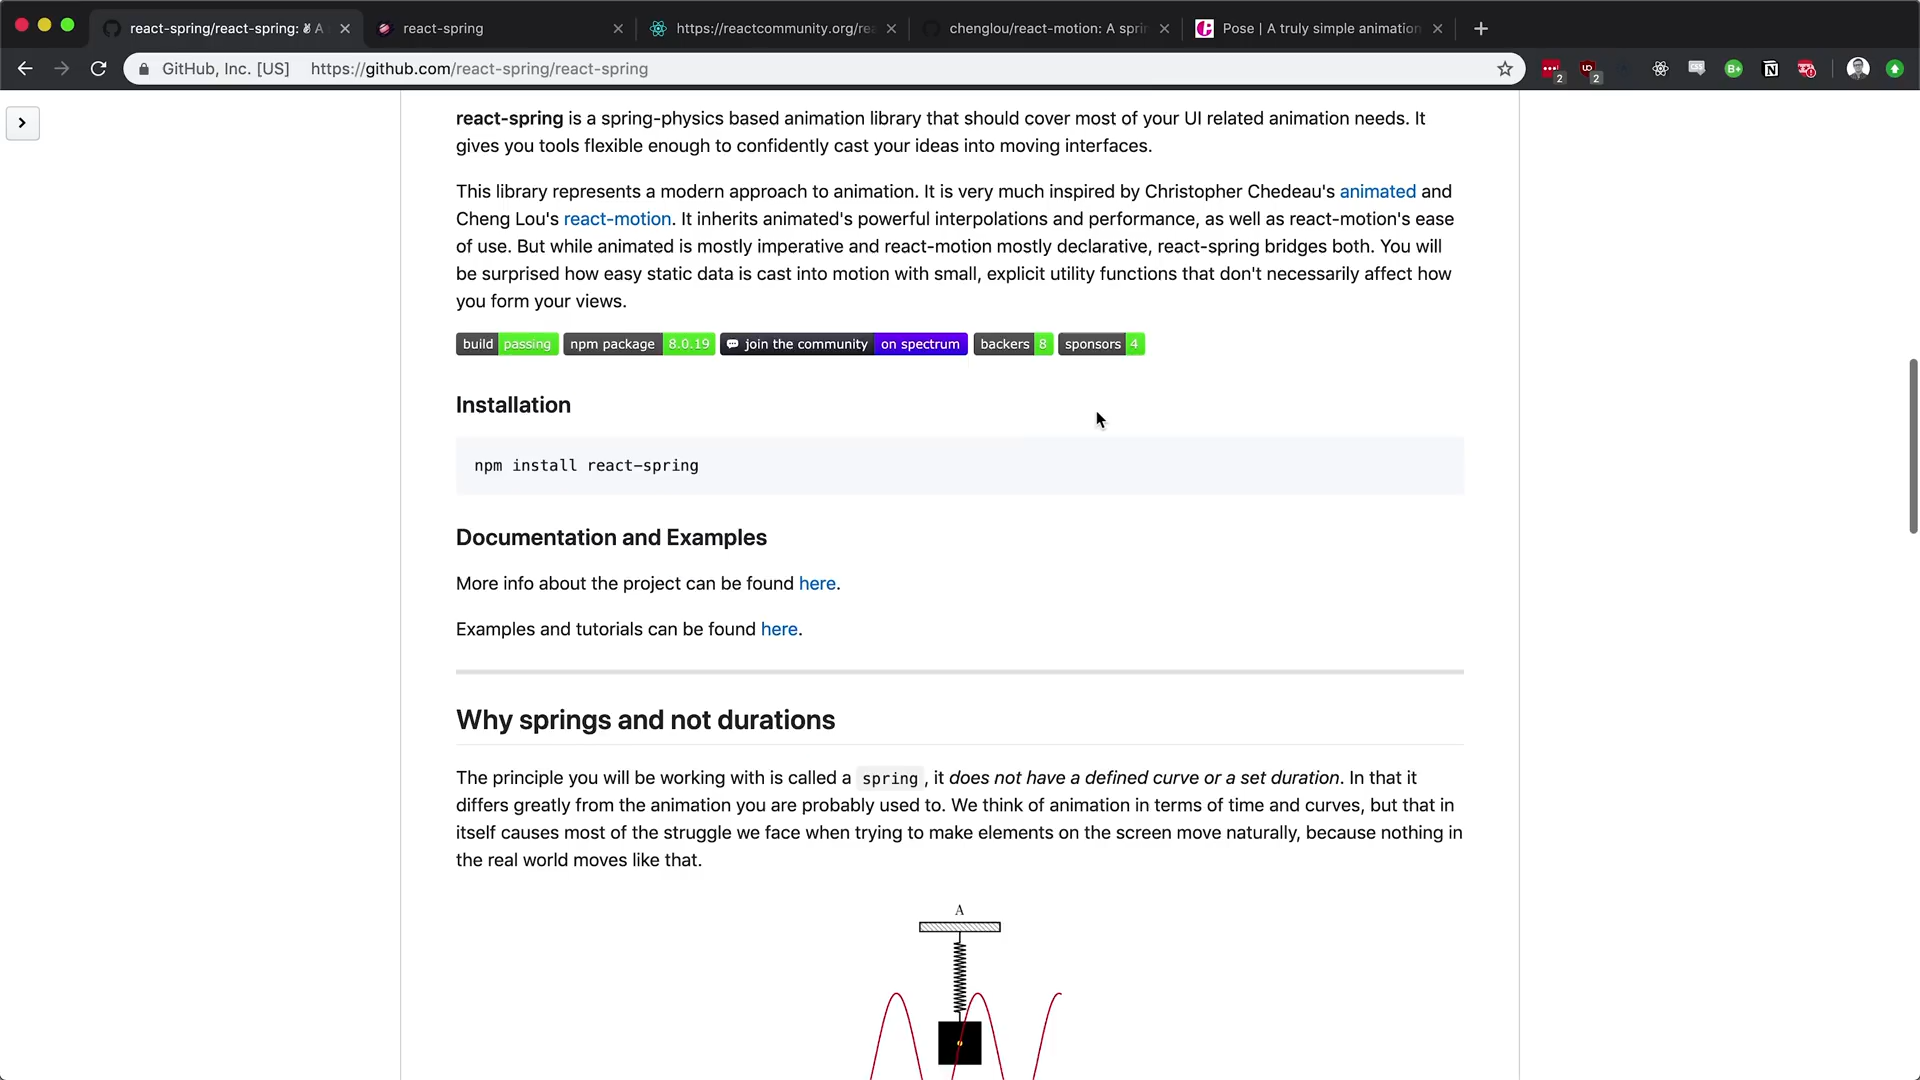 react-spring/react-spring: ✌ A
react-spring
https://reactcommunity.org/rea
chenglou/react-motion: A sprin
Pose | A truly simple animation
GitHub, Inc. [US] https://github.com/react-spring/react-spring
2
2
react-spring is a spring-physics based animation library that should cover most of your UI related animation needs. It
gives you tools flexible enough to confidently cast your ideas into moving interfaces.
This library represents a modern approach to animation. It is very much inspired by Christopher Chedeau's animated and
Cheng Lou's react-motion. It inherits animated's powerful interpolations and performance, as well as react-motion's ease
of use. But while animated is mostly imperative and react-motion mostly declarative, react-spring bridges both. You will
be surprised how easy static data is cast into motion with small, explicit utility functions that don't necessarily affect how
you form your views.
build passing npm package 8.0.19 join the community on spectrum backers 8 sponsors 4
Installation
npm install react-spring
Documentation and Examples
More info about the project can be found here.
Examples and tutorials can be found here.
Why springs and not durations
The principle you will be working with is called a spring, it does not have a defined curve or a set duration. In that it
differs greatly from the animation you are probably used to. We think of animation in terms of time and curves, but that in
itself causes most of the struggle we face when trying to make elements on the screen move naturally, because nothing in
the real world moves like that.
A